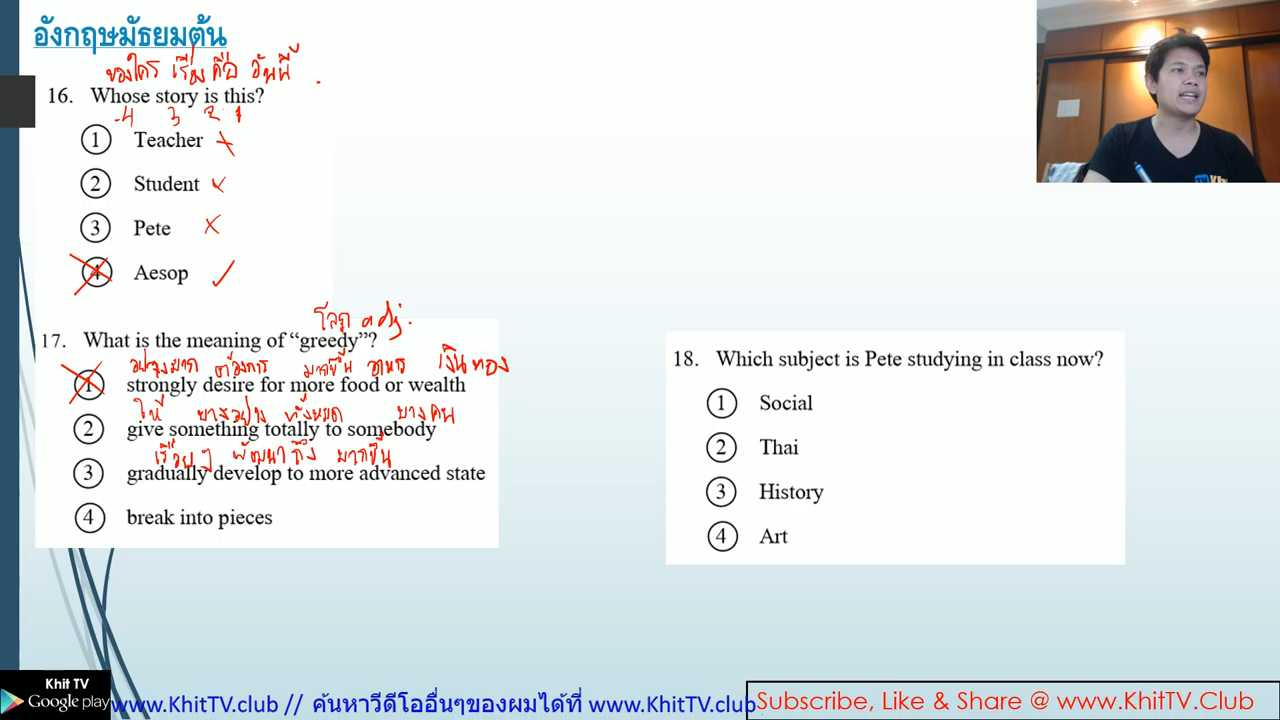 อังกฤษมัธยมต้น
ของใคร เรื่อง คือ อันนี้
16. Whose story is this?
4 3 2 1
1 Teacher
2 Student
3 Pete
4 Aesop
โลภ adj.
17. What is the meaning of “greedy”?
อย่างมาก ต้องการ มากขึ้น อาหาร เงินทอง
1 strongly desire for more food or wealth
ให้ บางอย่าง ทั้งหมด บางคน
2 give something totally to somebody
เรื่อยๆ พัฒนา ถึง มากขึ้น
3 gradually develop to more advanced state
4 break into pieces
18. Which subject is Pete studying in class now?
1 Social
2 Thai
3 History
4 Art
Khit TV
Google play
www.KhitTV.club // ค้นหาวีดีโออื่นๆของผมได้ที่ www.KhitTV.club
Subscribe, Like & Share @ www.KhitTV.Club